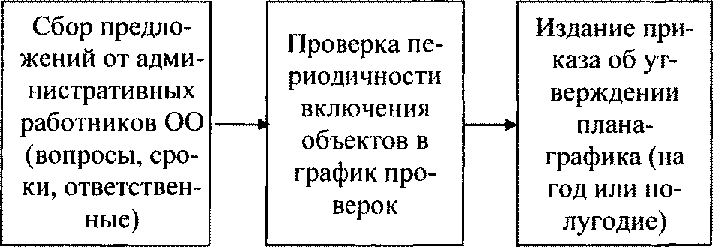 Сбор предло-
жений от адми-
нистративных
работников ОО
(вопросы, сро-
ки, ответствен-
ные)
Проверка пе-
риодичности
включения
объектов в
график про-
верок
Издание при-
каза об ут-
верждении
плана-
графика (на
год или по-
лугодие)